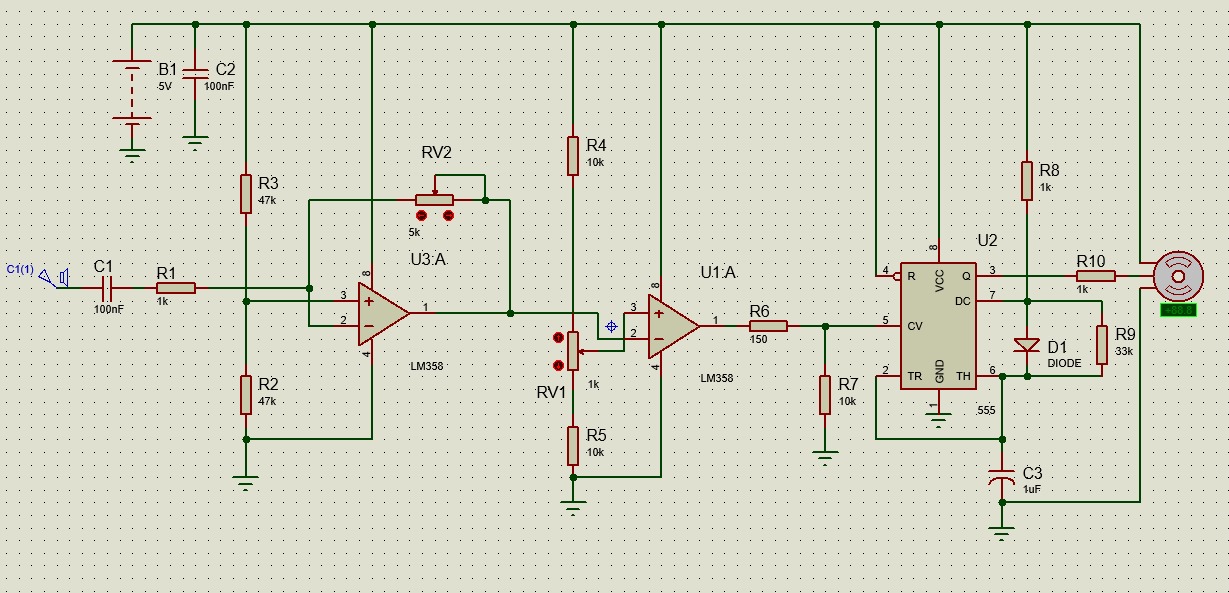 B1
5V
C2
100nF
R3
47k
RV2
5k
R4
10k
R8
1k
C1(1)
C1
100nF
R1
1k
U3:A
3
2
8
4
1
LM358
R2
47k
RV1
1k
R5
10k
U1:A
3
2
8
4
1
LM358
R6
150
R7
10k
U2
4
R
8
VCC
Q
3
DC
7
5
CV
2
TR
GND
1
TH
6
555
R10
1k
D1
DIODE
R9
33k
C3
1uF